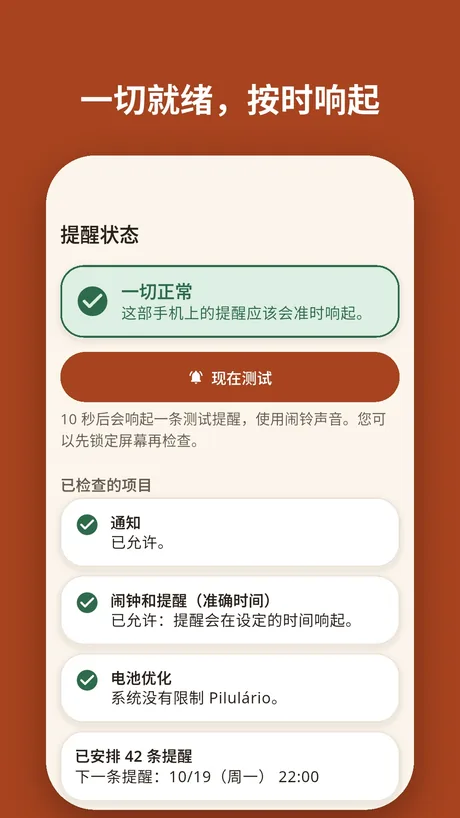 一切就绪，按时响起
提醒状态
一切正常
这部手机上的提醒应该会准时响起。
现在测试
10 秒后会响起一条测试提醒，使用闹铃声音。您可
以先锁定屏幕再检查。
已检查的项目
通知
已允许。
闹钟和提醒（准确时间）
已允许：提醒会在设定的时间响起。
电池优化
系统没有限制 Pilulário。
已安排 42 条提醒
下一条提醒：10/19（周一） 22:00